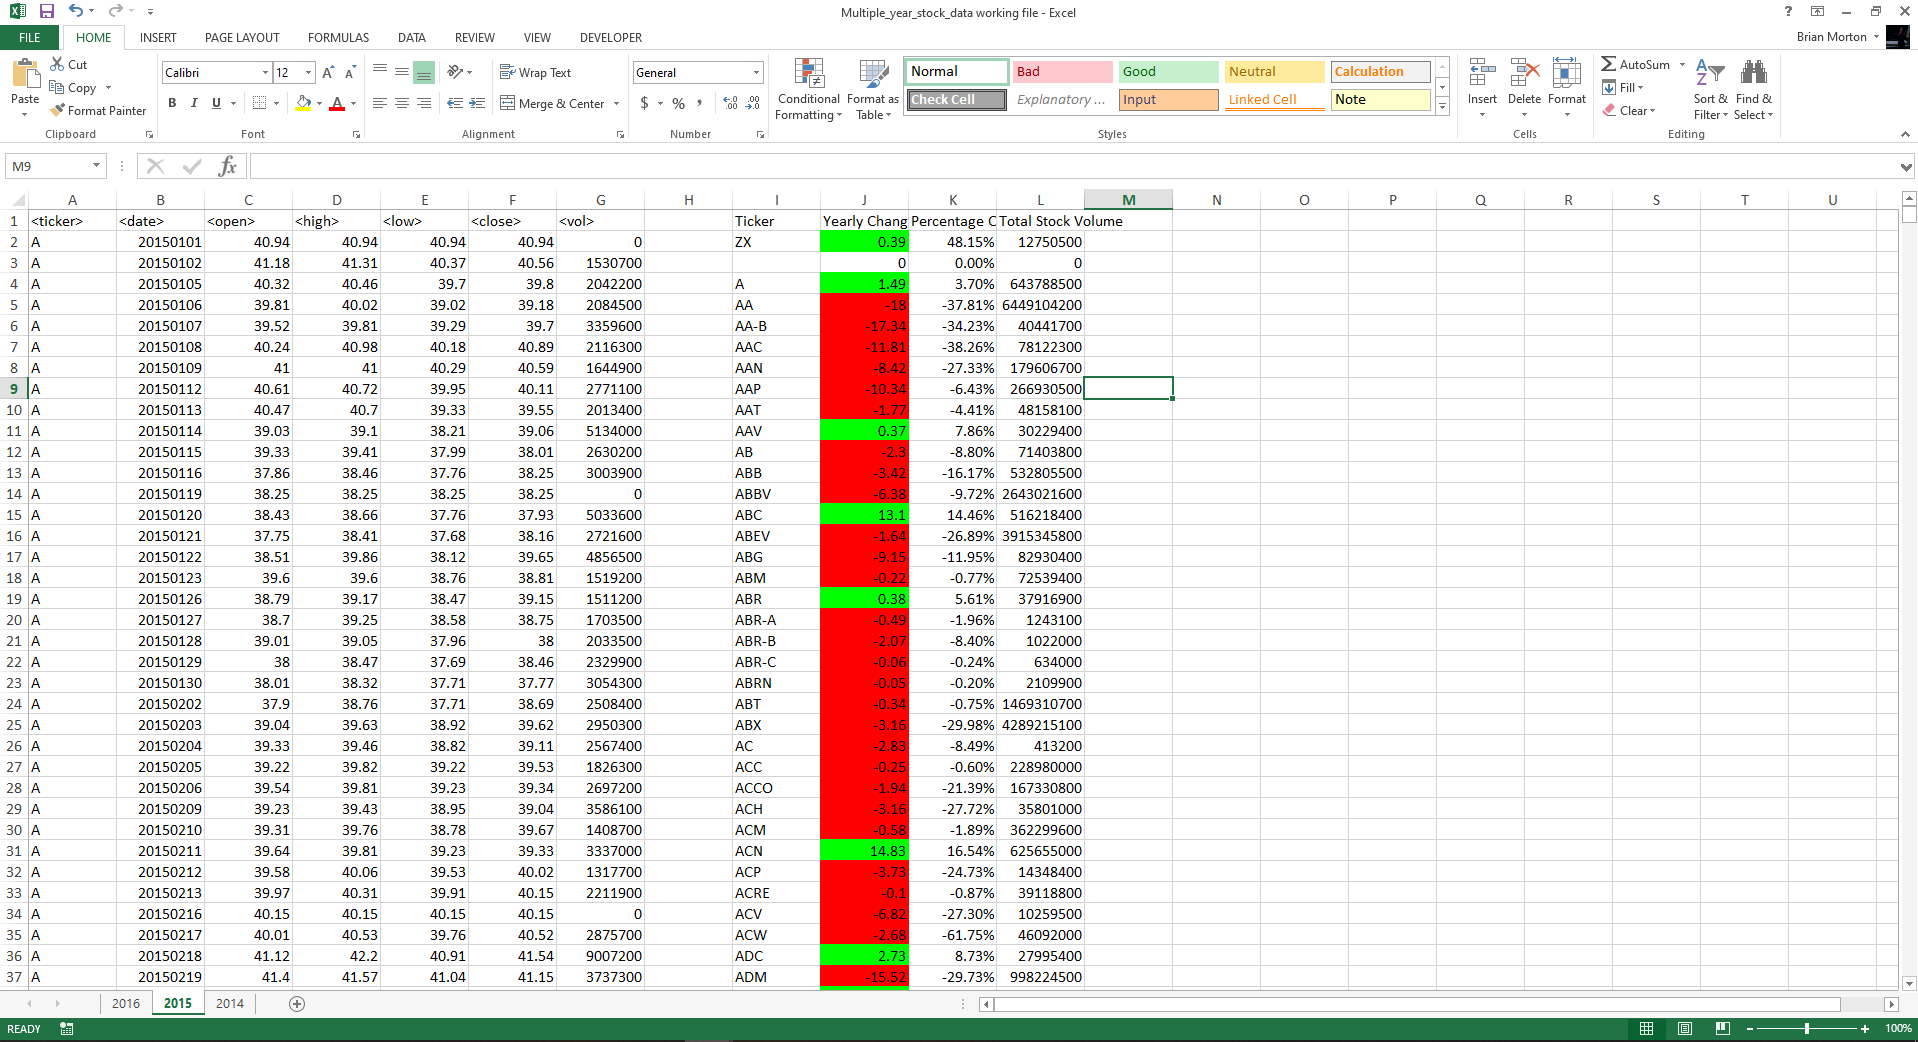 Multiple_year_stock_data working file - Excel
FILE HOME INSERT PAGE LAYOUT FORMULAS DATA REVIEW VIEW DEVELOPER Brian Morton
Cut
Copy
Format Painter
Paste
Clipboard
Calibri 12
B I U
Font
Wrap Text
Merge & Center
Alignment
General
$ % ,
Number
Conditional Formatting
Format as Table
Normal Bad Good Neutral Calculation
Check Cell Explanatory ... Input Linked Cell Note
Styles
Insert Delete Format
Cells
AutoSum
Fill
Clear
Sort & Filter
Find & Select
Editing
M9 fx
A B C D E F G H I J K L M N O P Q R S T U
1 <ticker> <date> <open> <high> <low> <close> <vol> Ticker Yearly Chang Percentage C Total Stock Volume
2 A 20150101 40.94 40.94 40.94 40.94 0 ZX 0.39 48.15% 12750500
3 A 20150102 41.18 41.31 40.37 40.56 1530700 0 0.00% 0
4 A 20150105 40.32 40.46 39.7 39.8 2042200 A 1.49 3.70% 643788500
5 A 20150106 39.81 40.02 39.02 39.18 2084500 AA -18 -37.81% 6449104200
6 A 20150107 39.52 39.81 39.29 39.7 3359600 AA-B -17.34 -34.23% 40441700
7 A 20150108 40.24 40.98 40.18 40.89 2116300 AAC -11.81 -38.26% 78122300
8 A 20150109 41 41 40.29 40.59 1644900 AAN -8.42 -27.33% 179606700
9 A 20150112 40.61 40.72 39.95 40.11 2771100 AAP -10.34 -6.43% 266930500
10 A 20150113 40.47 40.7 39.33 39.55 2013400 AAT -1.77 -4.41% 48158100
11 A 20150114 39.03 39.1 38.21 39.06 5134000 AAV 0.37 7.86% 30229400
12 A 20150115 39.33 39.41 37.99 38.01 2630200 AB -2.3 -8.80% 71403800
13 A 20150116 37.86 38.46 37.76 38.25 3003900 ABB -3.42 -16.17% 532805500
14 A 20150119 38.25 38.25 38.25 38.25 0 ABBV -6.38 -9.72% 2643021600
15 A 20150120 38.43 38.66 37.76 37.93 5033600 ABC 13.1 14.46% 516218400
16 A 20150121 37.75 38.41 37.68 38.16 2721600 ABEV -1.64 -26.89% 3915345800
17 A 20150122 38.51 39.86 38.12 39.65 4856500 ABG -9.15 -11.95% 82930400
18 A 20150123 39.6 39.6 38.76 38.81 1519200 ABM -0.22 -0.77% 72539400
19 A 20150126 38.79 39.17 38.47 39.15 1511200 ABR 0.38 5.61% 37916900
20 A 20150127 38.7 39.25 38.58 38.75 1703500 ABR-A -0.49 -1.96% 1243100
21 A 20150128 39.01 39.05 37.96 38 2033500 ABR-B -2.07 -8.40% 1022000
22 A 20150129 38 38.47 37.69 38.46 2329900 ABR-C -0.06 -0.24% 634000
23 A 20150130 38.01 38.32 37.71 37.77 3054300 ABRN -0.05 -0.20% 2109900
24 A 20150202 37.9 38.76 37.71 38.69 2508400 ABT -0.34 -0.75% 1469310700
25 A 20150203 39.04 39.63 38.92 39.62 2950300 ABX -3.16 -29.98% 4289215100
26 A 20150204 39.33 39.46 38.82 39.11 2567400 AC -2.83 -8.49% 413200
27 A 20150205 39.22 39.82 39.22 39.53 1826300 ACC -0.25 -0.60% 228980000
28 A 20150206 39.54 39.81 39.23 39.34 2697200 ACCO -1.94 -21.39% 167330800
29 A 20150209 39.23 39.43 38.95 39.04 3586100 ACH -3.16 -27.72% 35801000
30 A 20150210 39.31 39.76 38.78 39.67 1408700 ACM -0.58 -1.89% 362299600
31 A 20150211 39.64 39.81 39.23 39.33 3337000 ACN 14.83 16.54% 625655000
32 A 20150212 39.58 40.06 39.53 40.02 1317700 ACP -3.73 -24.73% 14348400
33 A 20150213 39.97 40.31 39.91 40.15 2211900 ACRE -0.1 -0.87% 39118800
34 A 20150216 40.15 40.15 40.15 40.15 0 ACV -6.82 -27.30% 10259500
35 A 20150217 40.01 40.53 39.76 40.52 2875700 ACW -2.68 -61.75% 46092000
36 A 20150218 41.12 42.2 40.91 41.54 9007200 ADC 2.73 8.73% 27995400
37 A 20150219 41.4 41.57 41.04 41.15 3737300 ADM -15.52 -29.73% 998224500
2016 2015 2014
READY 100%